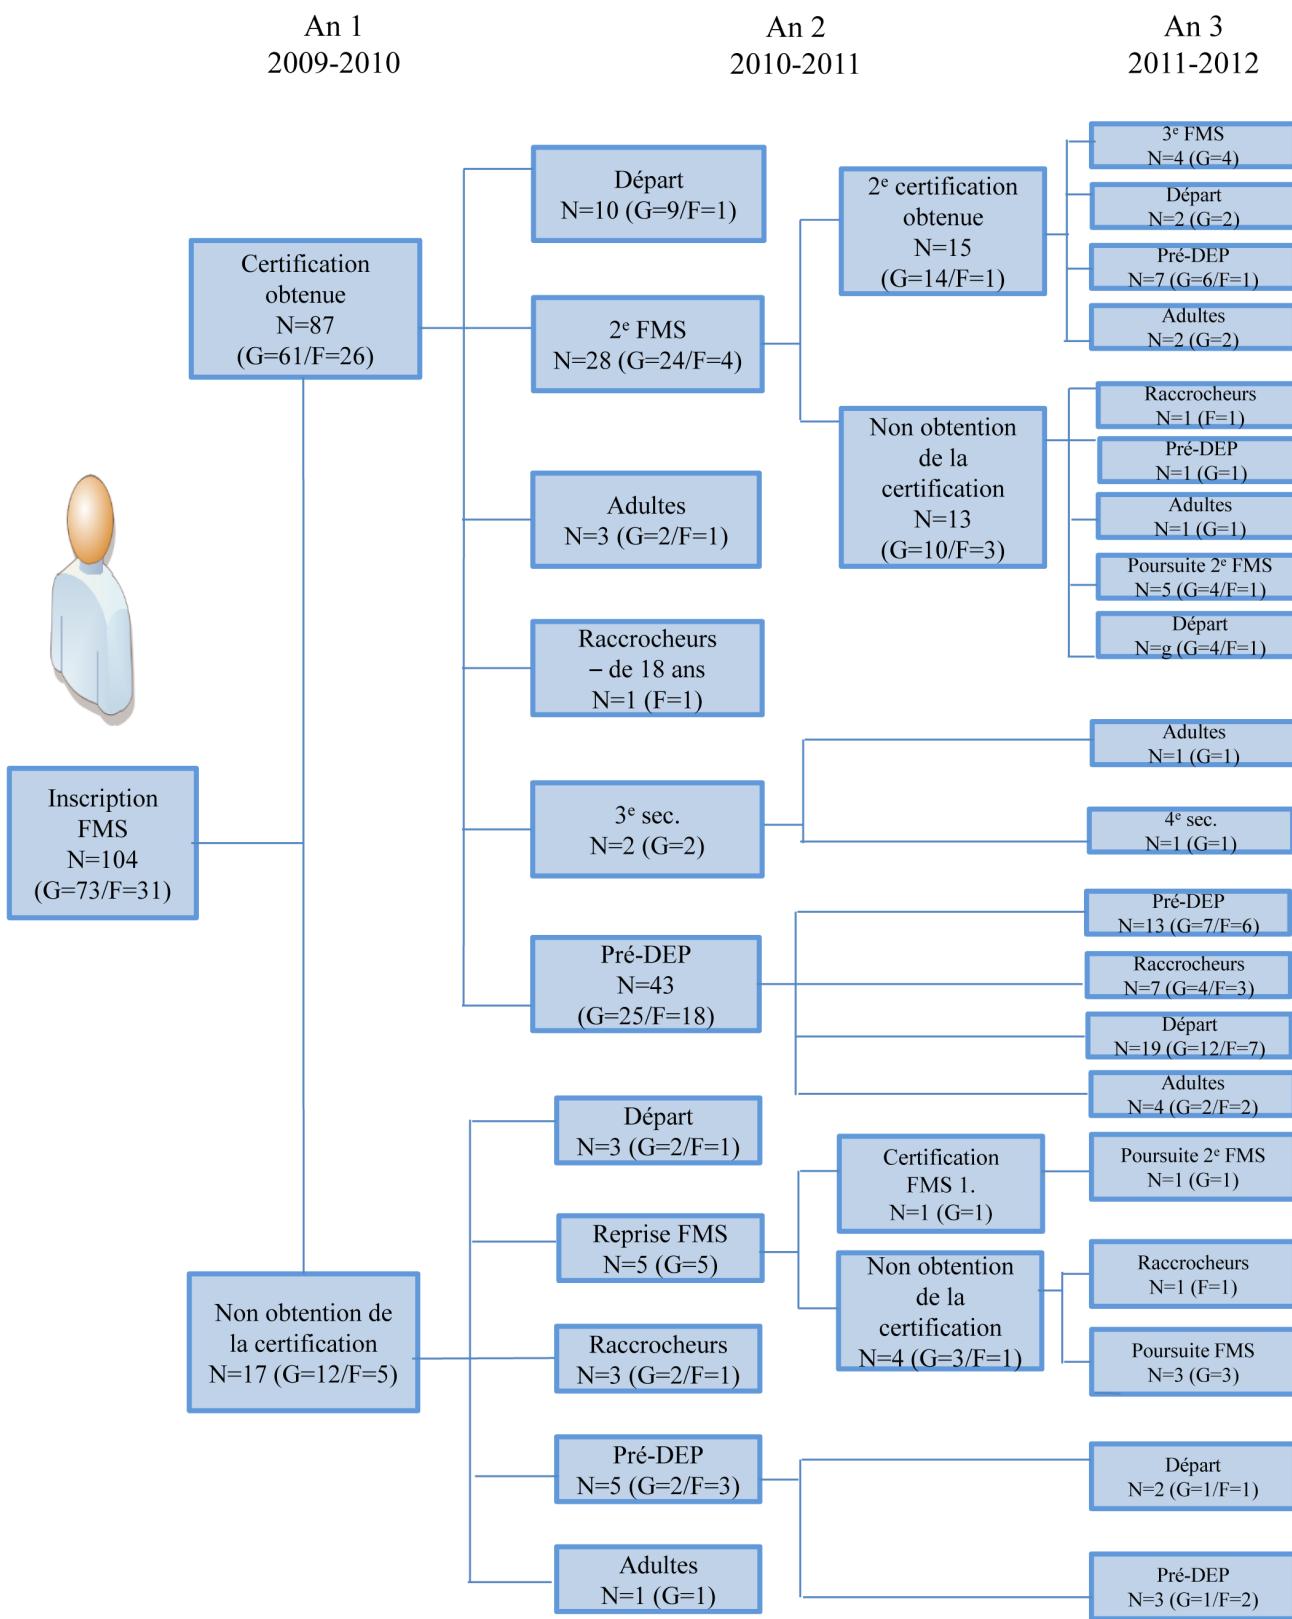 An 1
2009-2010
An 2
2010-2011
An 3
2011-2012
Inscription
FMS
N=104
(G=73/F=31)
Certification
obtenue
N=87
(G=61/F=26)
Non obtention de
la certification
N=17 (G=12/F=5)
Départ
N=10 (G=9/F=1)
2e FMS
N=28 (G=24/F=4)
Adultes
N=3 (G=2/F=1)
Raccrocheurs
– de 18 ans
N=1 (F=1)
3e sec.
N=2 (G=2)
Pré-DEP
N=43
(G=25/F=18)
Départ
N=3 (G=2/F=1)
Reprise FMS
N=5 (G=5)
Raccrocheurs
N=3 (G=2/F=1)
Pré-DEP
N=5 (G=2/F=3)
Adultes
N=1 (G=1)
2e certification
obtenue
N=15
(G=14/F=1)
Non obtention
de la
certification
N=13
(G=10/F=3)
Certification
FMS 1.
N=1 (G=1)
Non obtention
de la
certification
N=4 (G=3/F=1)
3e FMS
N=4 (G=4)
Départ
N=2 (G=2)
Pré-DEP
N=7 (G=6/F=1)
Adultes
N=2 (G=2)
Raccrocheurs
N=1 (F=1)
Pré-DEP
N=1 (G=1)
Adultes
N=1 (G=1)
Poursuite 2e FMS
N=5 (G=4/F=1)
Départ
N=g (G=4/F=1)
Adultes
N=1 (G=1)
4e sec.
N=1 (G=1)
Pré-DEP
N=13 (G=7/F=6)
Raccrocheurs
N=7 (G=4/F=3)
Départ
N=19 (G=12/F=7)
Adultes
N=4 (G=2/F=2)
Poursuite 2e FMS
N=1 (G=1)
Raccrocheurs
N=1 (F=1)
Poursuite FMS
N=3 (G=3)
Départ
N=2 (G=1/F=1)
Pré-DEP
N=3 (G=1/F=2)